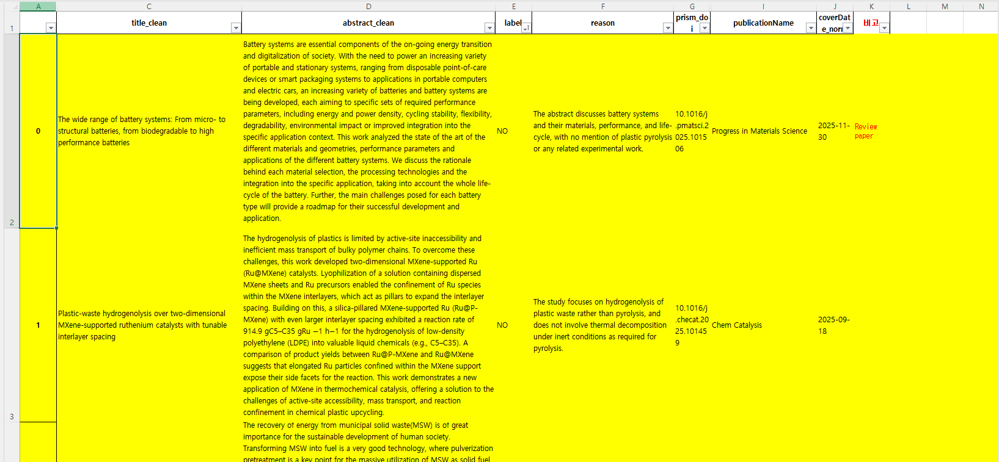 A C D E F G I J K L M N
1 title_clean abstract_clean label reason prism_do publicationName coverDat 비고
i e_norr
Battery systems are essential components of the on-going energy transition
and digitalization of society. With the need to power an increasing variety
of portable and stationary systems, ranging from disposable point-of-care
devices or smart packaging systems to applications in portable computers
and electric cars, an increasing variety of batteries and battery systems are
being developed, each aiming to specific sets of required performance
parameters, including energy and power density, cycling stability, flexibility,
degradability, environmental impact or improved integration into the
specific application context. This work analyzed the state of the art of the
different materials and geometries, performance parameters and
applications of the different battery systems. We discuss the rationale
behind each material selection, the processing technologies and the
integration into the specific application, taking into account the whole life-
cycle of the battery. Further, the main challenges posed for each battery
type will provide a roadmap for their successful development and
application.
2
0
The wide range of battery systems: From micro- to
structural batteries, from biodegradable to high
performance batteries
NO
The abstract discusses battery systems
and their materials, performance, and life-
cycle, with no mention of plastic pyrolysis
or any related experimental work.
10.1016/j
.pmatsci.2
025.1015
06
Progress in Materials Science
2025-11-
30
Review
paper
The hydrogenolysis of plastics is limited by active-site inaccessibility and
inefficient mass transport of bulky polymer chains. To overcome these
challenges, this work developed two-dimensional MXene-supported Ru
(Ru@MXene) catalysts. Lyophilization of a solution containing dispersed
MXene sheets and Ru precursors enabled the confinement of Ru species
within the MXene interlayers, which act as pillars to expand the interlayer
spacing. Building on this, a silica-pillared MXene-supported Ru (Ru@P-
MXene) with even larger interlayer spacing exhibited a reaction rate of
914.9 gC5–C35 gRu −1 h−1 for the hydrogenolysis of low-density
polyethylene (LDPE) into valuable liquid chemicals (e.g., C5–C35). A
comparison of product yields between Ru@P-MXene and Ru@MXene
suggests that elongated Ru particles confined within the MXene support
expose their side facets for the reaction. This work demonstrates a new
application of MXene in thermochemical catalysis, offering a solution to the
challenges of active-site accessibility, mass transport, and reaction
confinement in chemical plastic upcycling.
3
1
Plastic-waste hydrogenolysis over two-dimensional
MXene-supported ruthenium catalysts with tunable
interlayer spacing
NO
The study focuses on hydrogenolysis of
plastic waste rather than pyrolysis, and
does not involve thermal decomposition
under inert conditions as required for
pyrolysis.
10.1016/j
.checat.20
25.10145
9
Chem Catalysis
2025-09-
18
The recovery of energy from municipal solid waste(MSW) is of great
importance for the sustainable development of human society.
Transforming MSW into fuel is a very good technology, where pulverization
pretreatment is a key point for the massive utilization of MSW as solid fuel